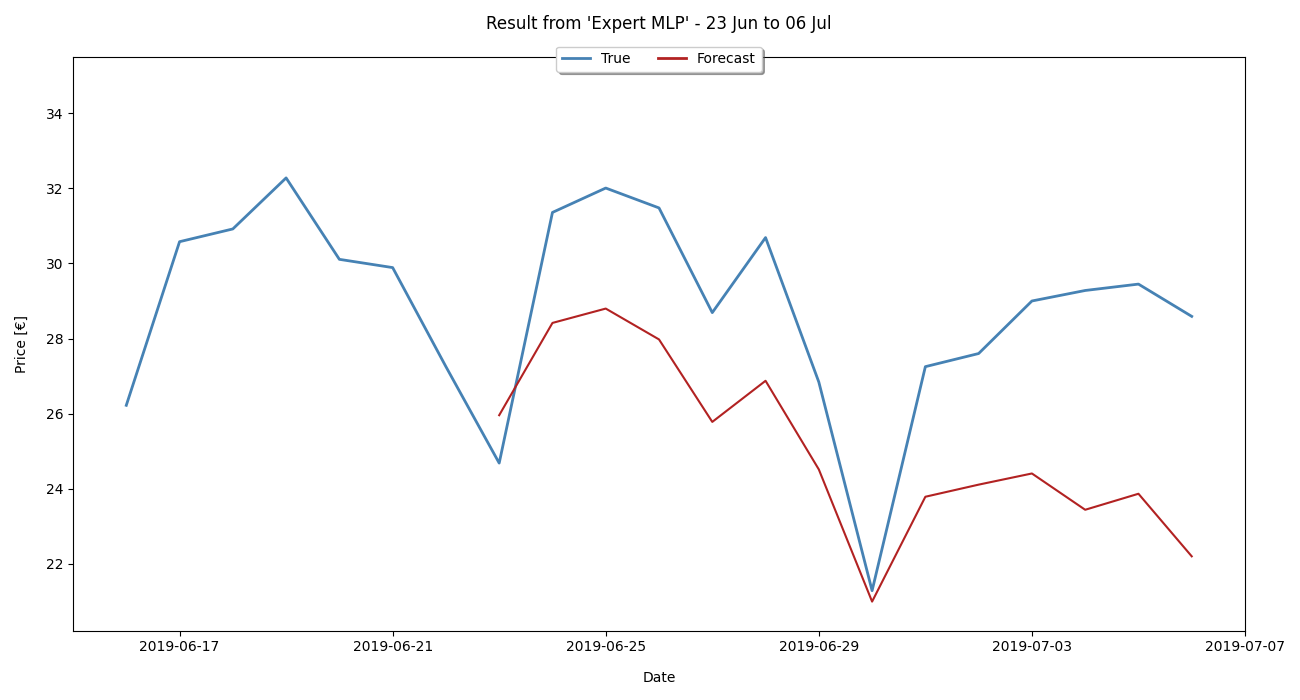 Result from 'Expert MLP' - 23 Jun to 06 Jul
True Forecast
34
32
30
28
26
24
22
Price [€]
2019-06-17 2019-06-21 2019-06-25 2019-06-29 2019-07-03 2019-07-07
Date